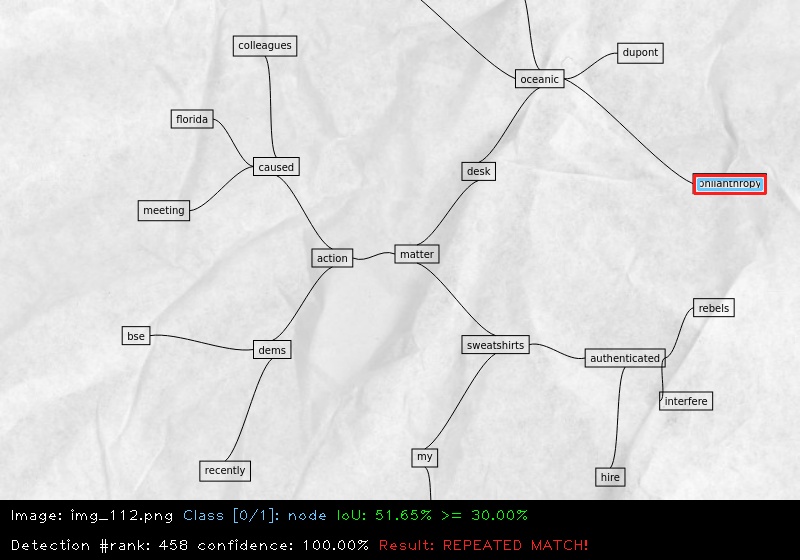 colleagues
dupont
oceanic
florida
caused
desk
philanthropy
meeting
action
matter
rebels
bse
dems
sweatshirts
authenticated
interfere
my
recently
hire
Image: img_112.png Class [0/1]: node IoU: 51.65% >= 30.00%
Detection #rank: 458 confidence: 100.00% Result: REPEATED MATCH!